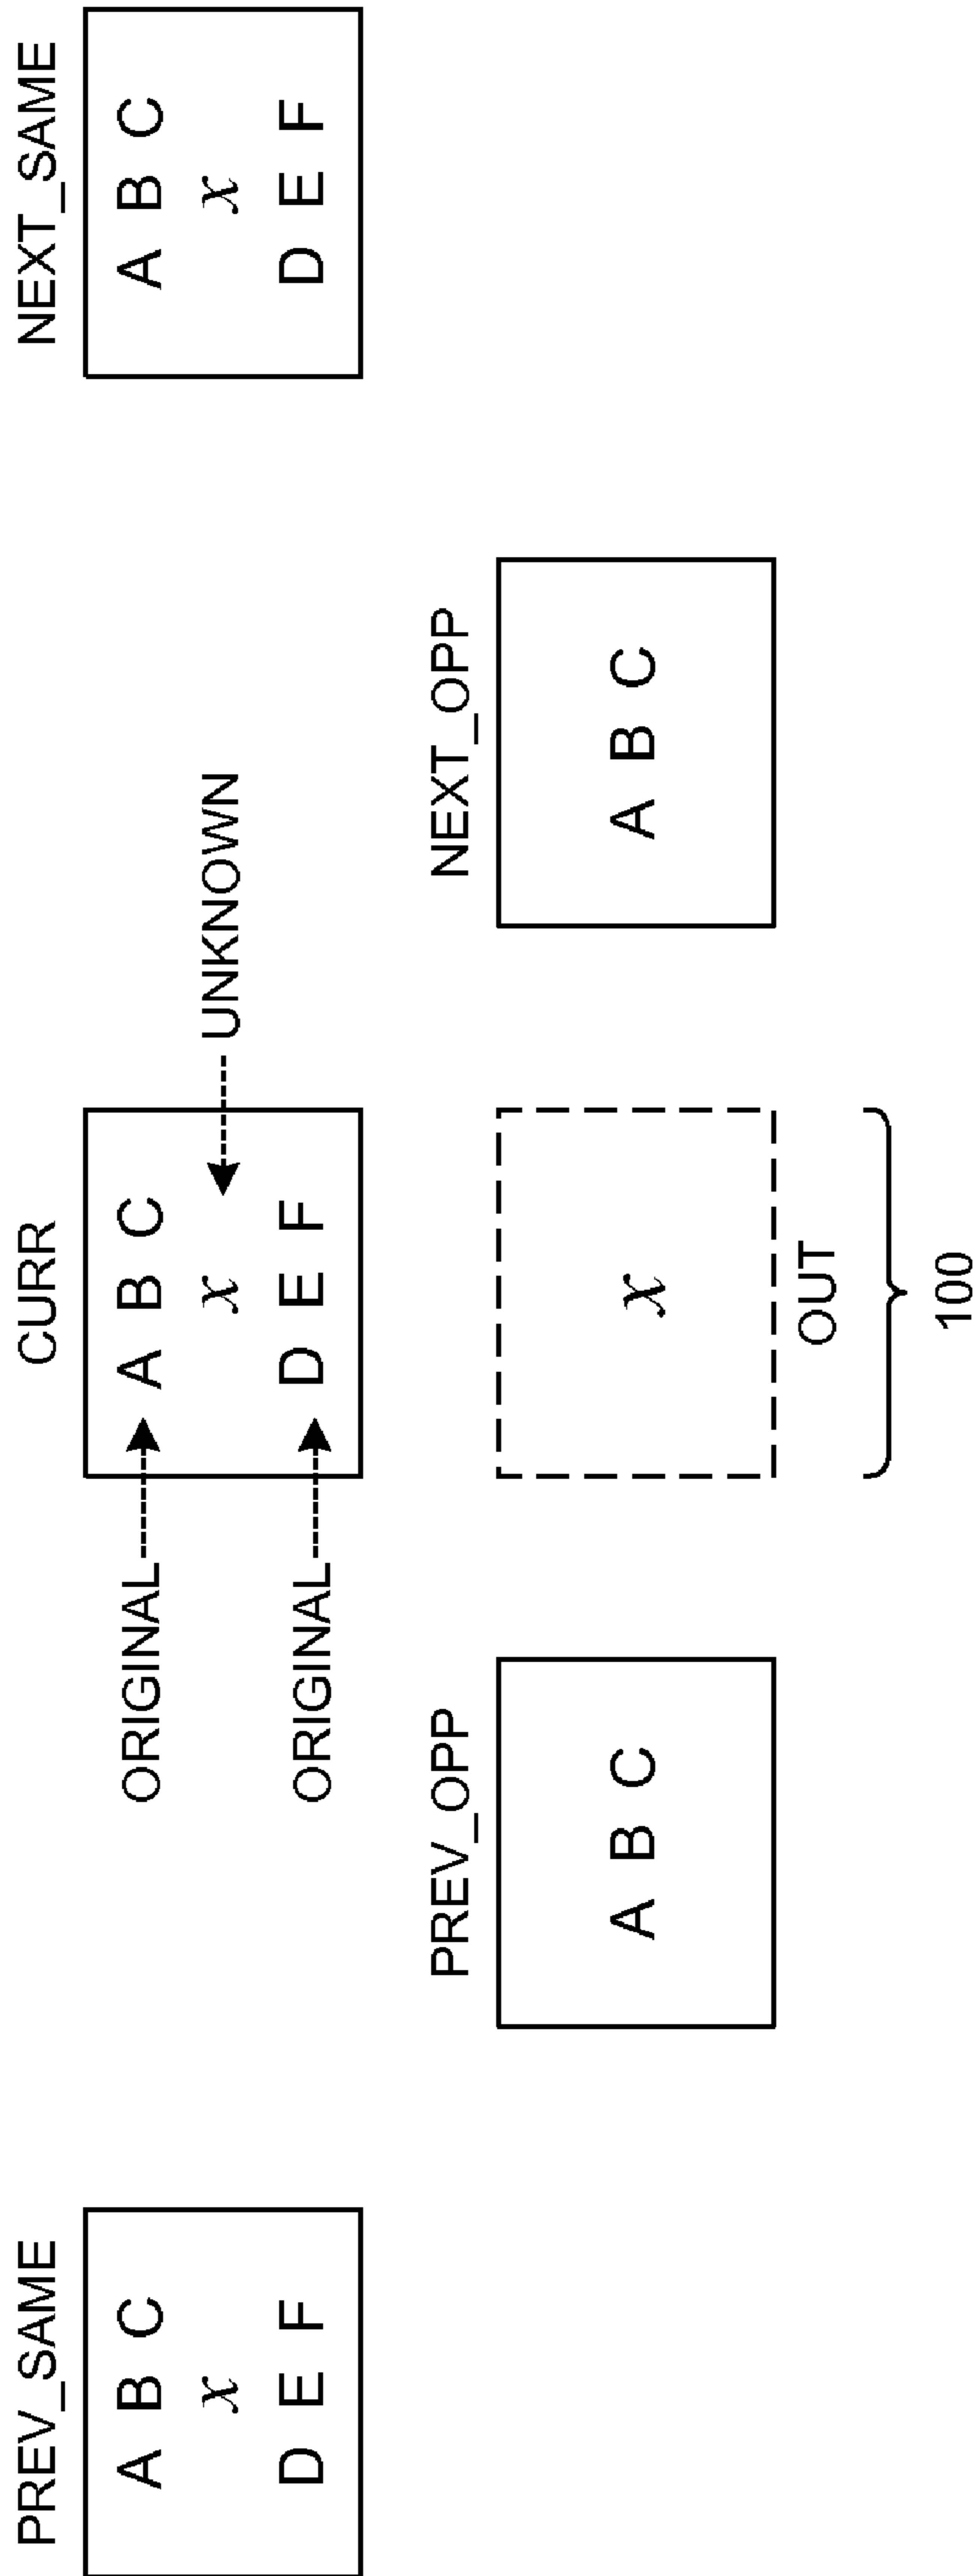 PREV_SAME
A B C
x
D E F
PREV_OPP
A B C
CURR
ORIGINAL
A B C
x
UNKNOWN
ORIGINAL
D E F
x
OUT
100
NEXT_OPP
A B C
NEXT_SAME
A B C
x
D E F